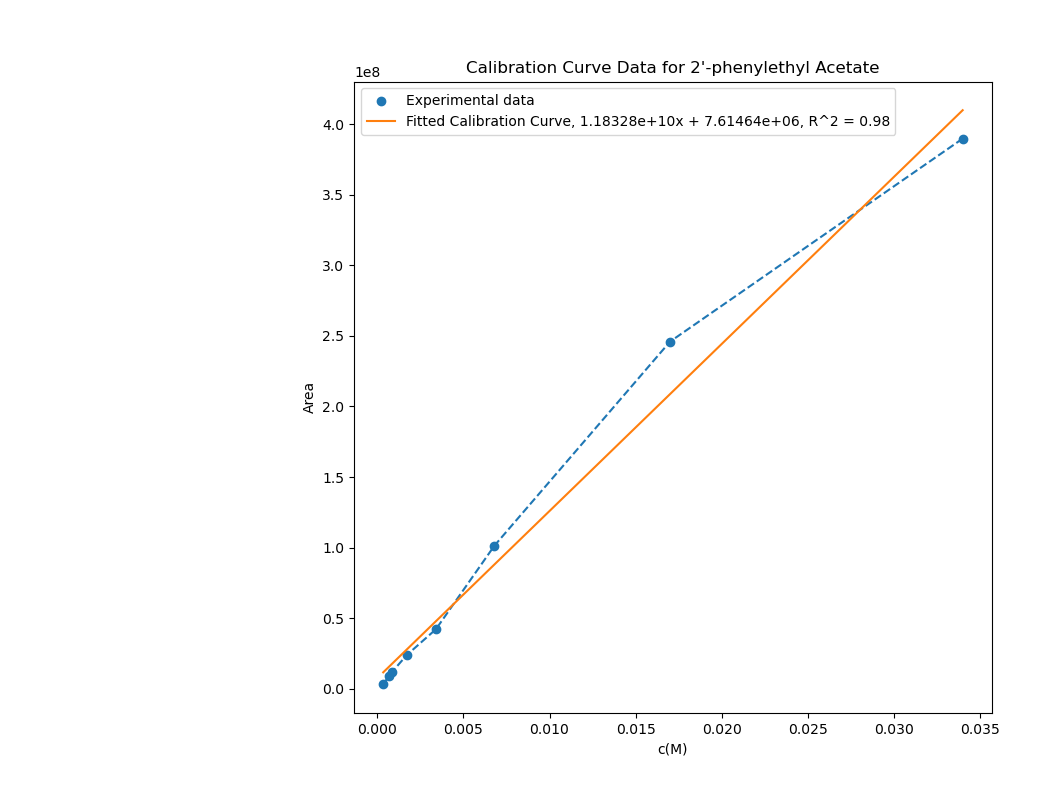 Calibration Curve Data for 2'-phenylethyl Acetate
1e8
Experimental data
Fitted Calibration Curve, 1.18328e+10x + 7.61464e+06, R^2 = 0.98
4.0
3.5
3.0
2.5
2.0
1.5
1.0
0.5
0.0
Area
0.000 0.005 0.010 0.015 0.020 0.025 0.030 0.035
c(M)